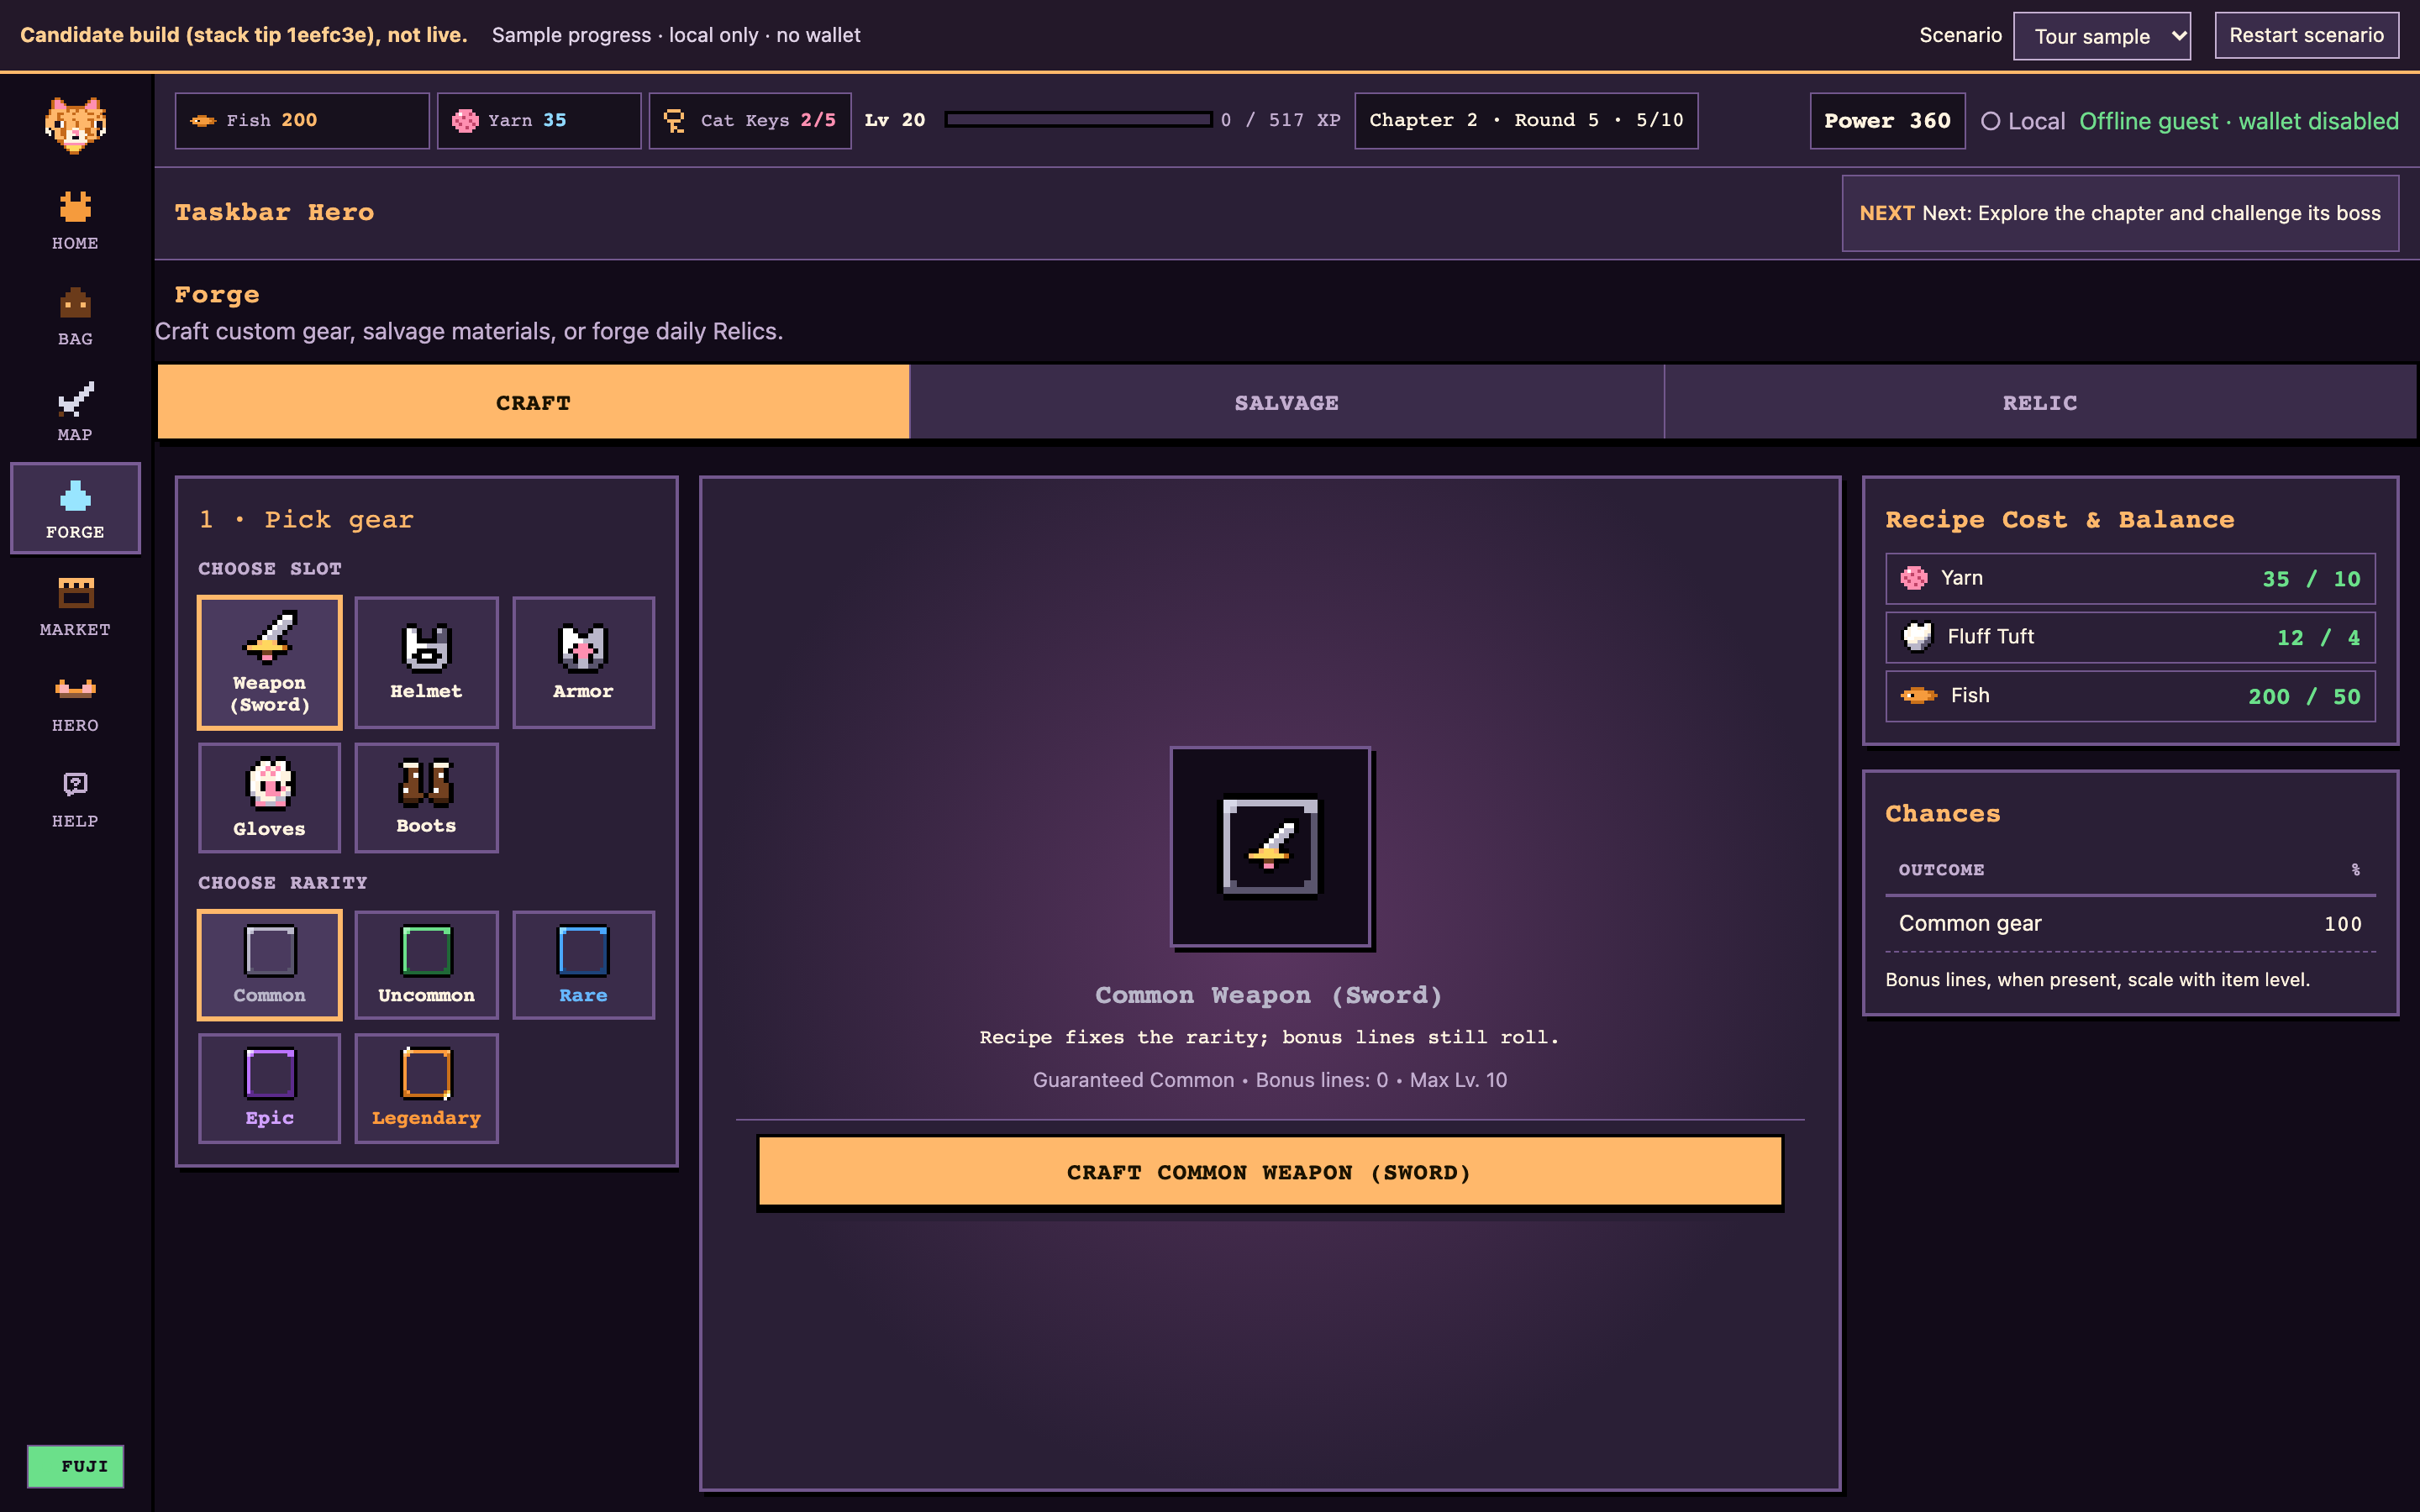 Candidate build (stack tip 1eefc3e), not live. Sample progress · local only · no wallet
Scenario Tour sample Restart scenario
Fish 200 Yarn 35 Cat Keys 2/5 Lv 20 0 / 517 XP Chapter 2 · Round 5 · 5/10 Power 360 Local Offline guest · wallet disabled
HOME
BAG
MAP
FORGE
MARKET
HERO
HELP
FUJI
Taskbar Hero
NEXT Next: Explore the chapter and challenge its boss
Forge
Craft custom gear, salvage materials, or forge daily Relics.
CRAFT SALVAGE RELIC
1 · Pick gear
CHOOSE SLOT
Weapon
(Sword)
Helmet
Armor
Gloves
Boots
CHOOSE RARITY
Common
Uncommon
Rare
Epic
Legendary
Common Weapon (Sword)
Recipe fixes the rarity; bonus lines still roll.
Guaranteed Common • Bonus lines: 0 • Max Lv. 10
CRAFT COMMON WEAPON (SWORD)
Recipe Cost & Balance
Yarn 35 / 10
Fluff Tuft 12 / 4
Fish 200 / 50
Chances
OUTCOME %
Common gear 100
Bonus lines, when present, scale with item level.